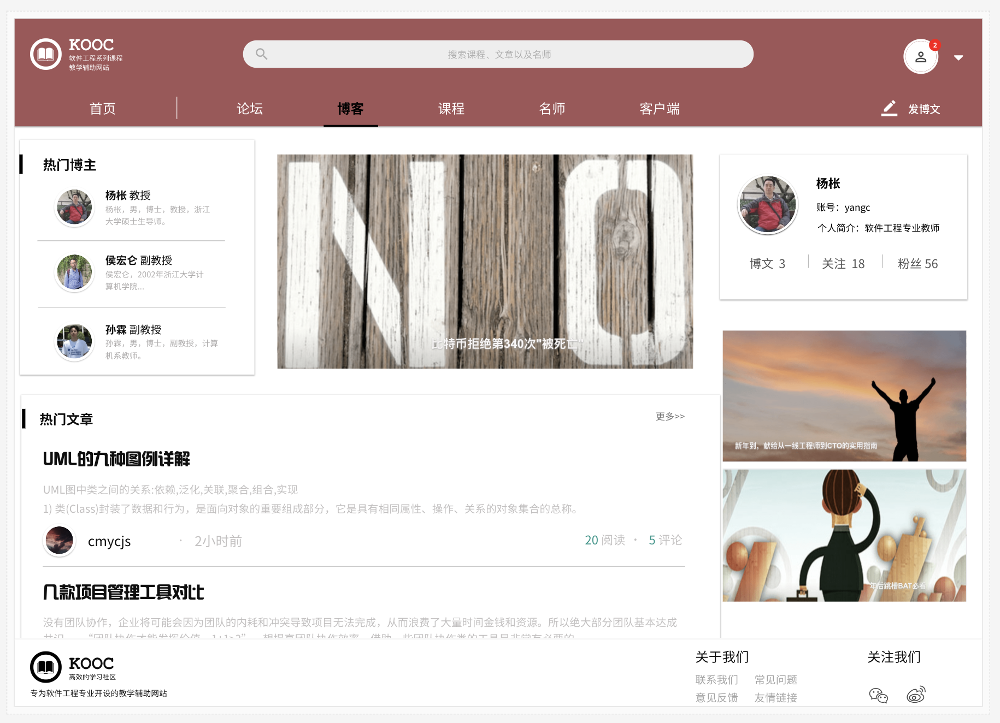 KOOC
软件工程系列课程
教学辅助网站
搜索课程、文章以及名师
2
首页
论坛
博客
课程
名师
客户端
发博文
热门博主
杨枨 教授
杨枨，男，博士，教授，浙江
大学硕士生导师。
侯宏仑 副教授
侯宏仑，2002年浙江大学计
算机学院...
孙霖 副教授
孙霖，男，博士，副教授，计算
机系教师。
NO
比特币拒绝第340次"被死亡"
杨枨
账号：yangc
个人简介：软件工程专业教师
博文 3
关注 18
粉丝 56
新年到，献给从一线工程师到CTO的实用指南
年后跳槽BAT必看
热门文章
更多>>
UML的九种图例详解
UML图中类之间的关系:依赖,泛化,关联,聚合,组合,实现
1) 类(Class)封装了数据和行为，是面向对象的重要组成部分，它是具有相同属性、操作、关系的对象集合的总称。
cmycjs · 2小时前
20 阅读 · 5 评论
几款项目管理工具对比
没有团队协作，企业将可能会因为团队的内耗和冲突导致项目无法完成，从而浪费了大量时间金钱和资源。所以绝大部分团队基本达成
KOOC
高效的学习社区
专为软件工程专业开设的教学辅助网站
关于我们
联系我们 常见问题
意见反馈 友情链接
关注我们